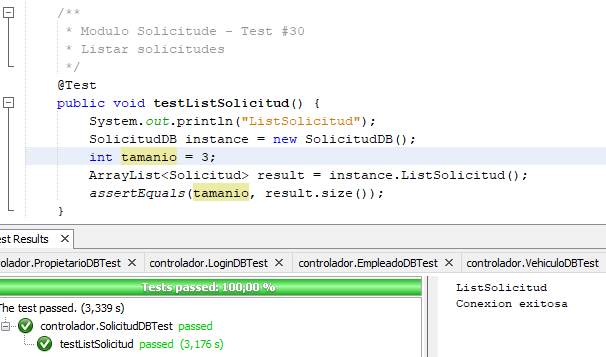 /**
* Modulo Solicitude - Test #30
* Listar solicitudes
*/
@Test
public void testListSolicitud() {
System.out.println("ListSolicitud");
SolicitudDB instance = new SolicitudDB();
int tamanio = 3;
ArrayList<Solicitud> result = instance.ListSolicitud();
assertEquals(tamanio, result.size());
}
est Results
olador.PropietarioDBTest controlador.LoginDBTest controlador.EmpleadoDBTest controlador.VehiculoDBTest
Tests passed: 100,00 %
The test passed. (3,339 s)
controlador.SolicitudDBTest passed
testListSolicitud passed (3,176 s)
ListSolicitud
Conexion exitosa